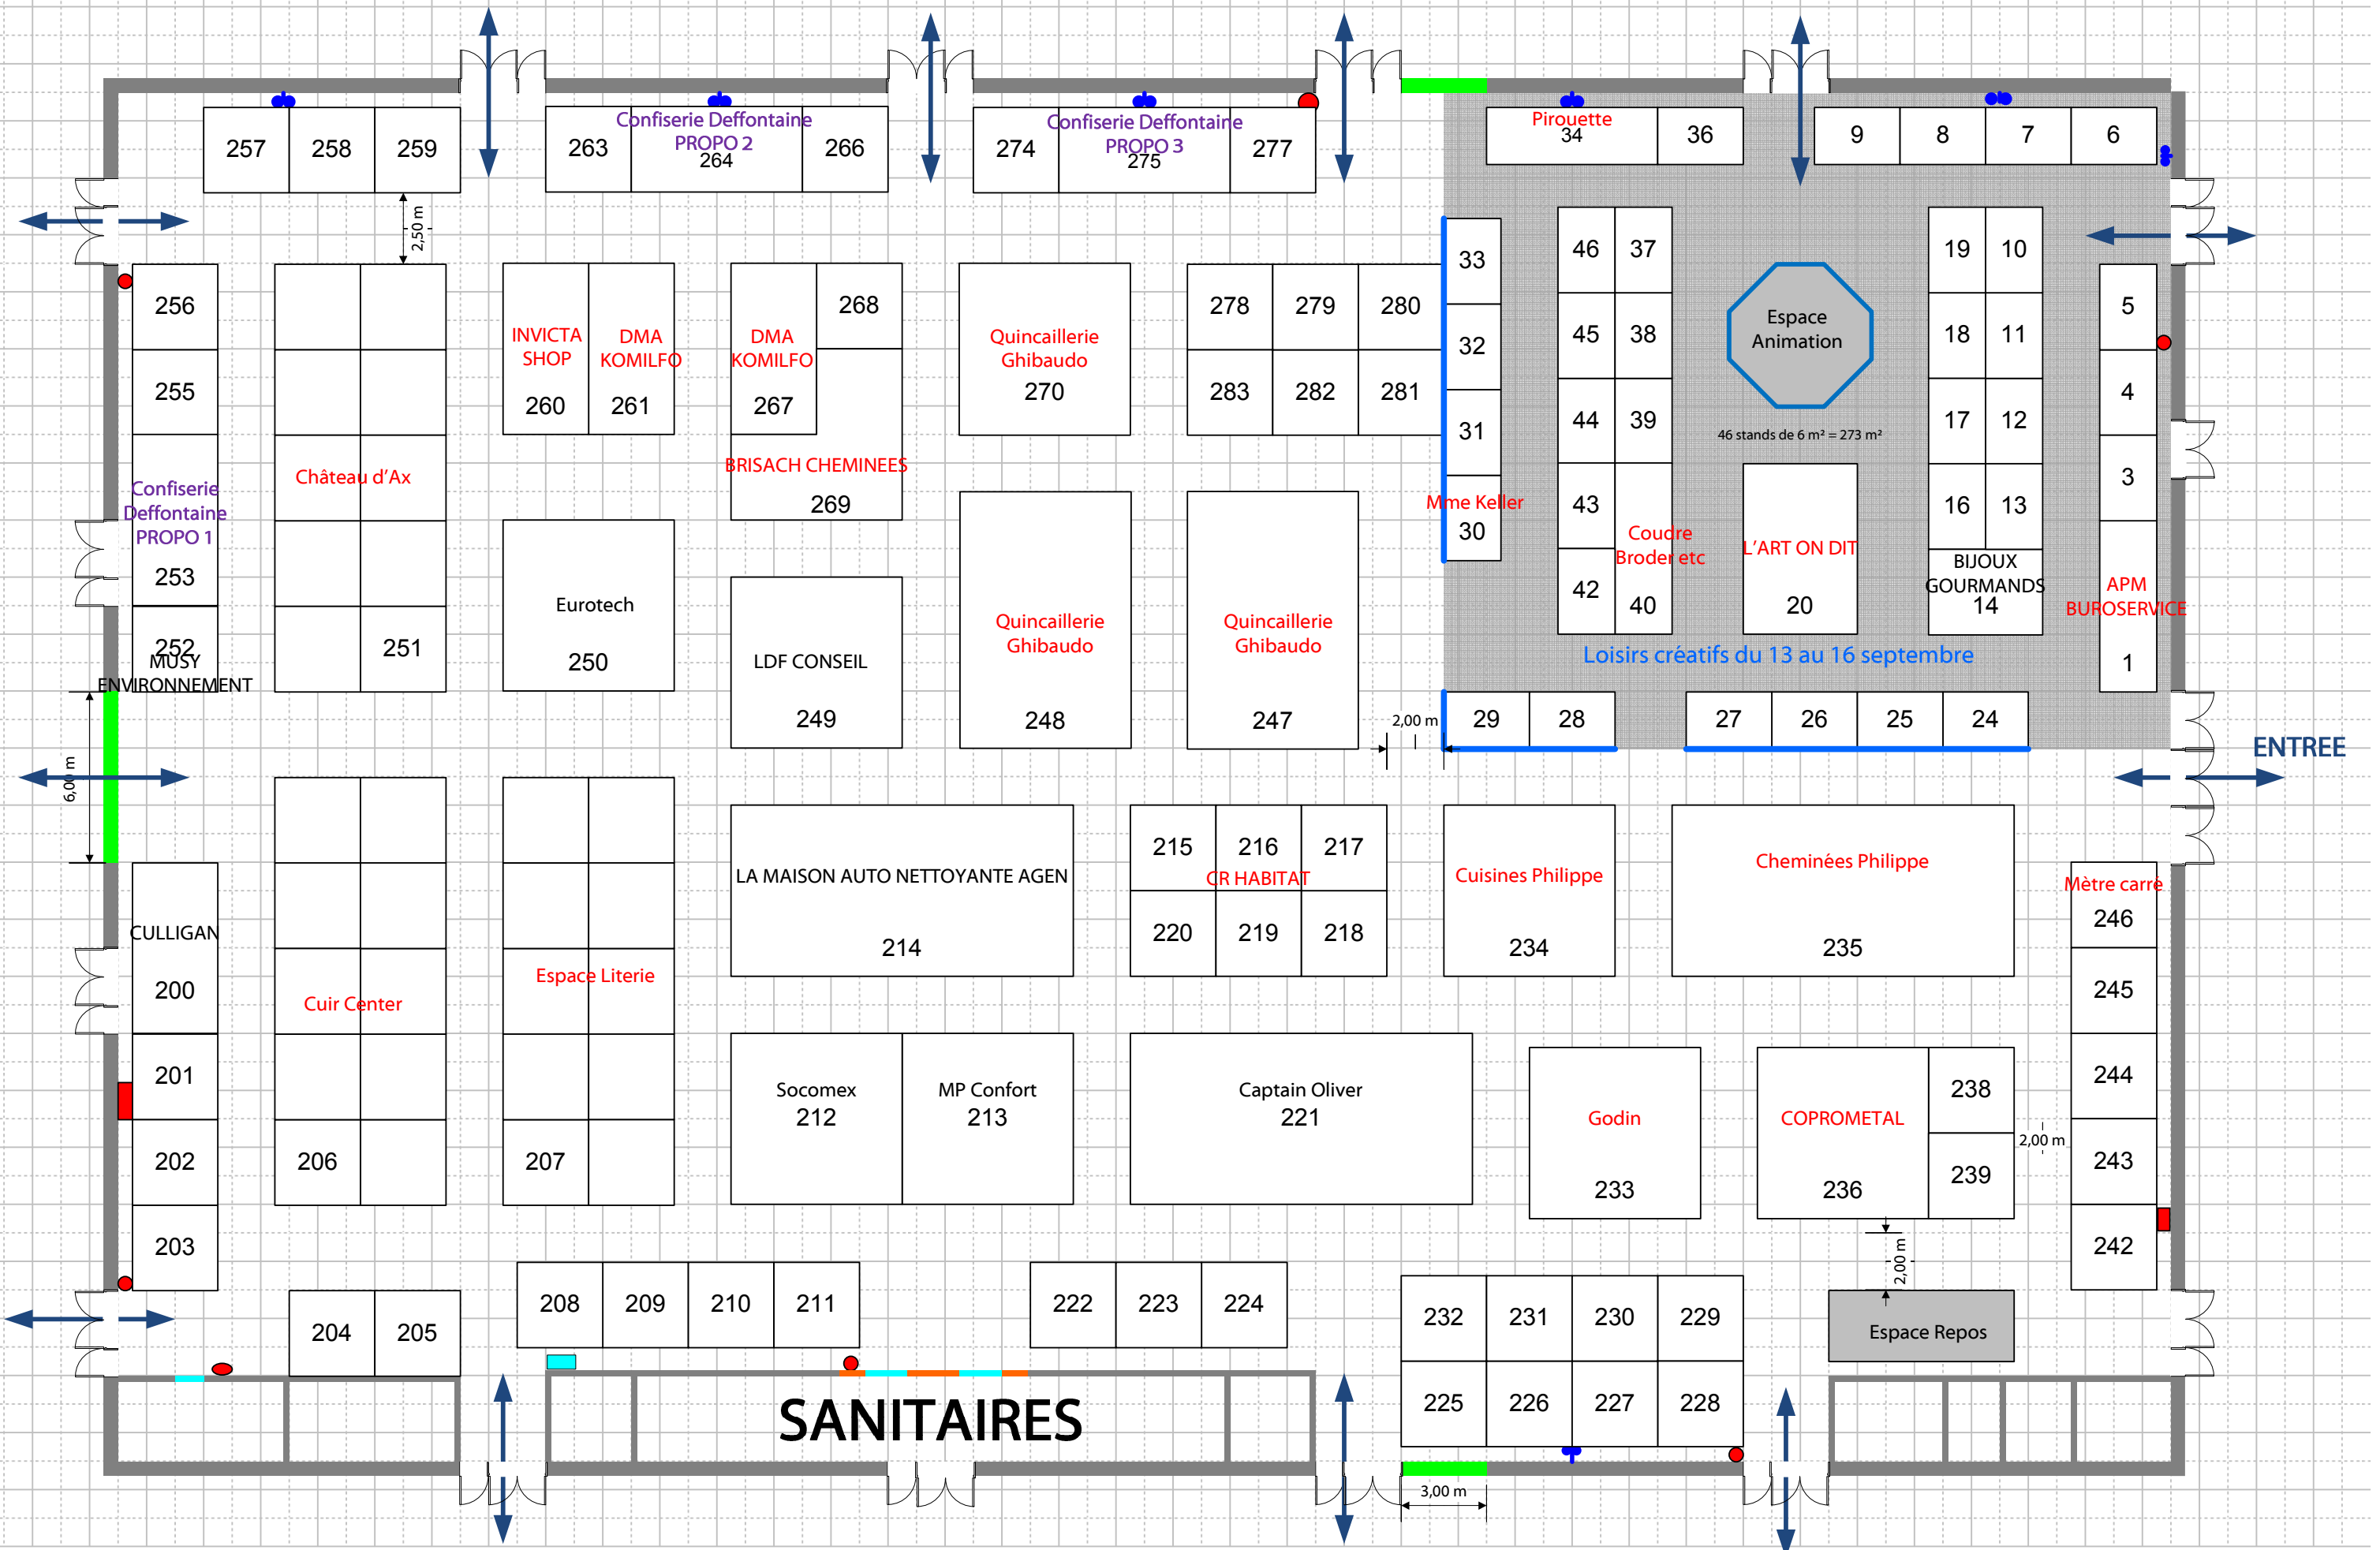 257
258
259
263
Confiserie Deffontaine
PROPO 2
264
266
274
Confiserie Deffontaine
PROPO 3
275
277
Pirouette
34
36
9
8
7
6
2,50 m
256
255
Confiserie
Deffontaine
PROPO 1
253
252
MUSY
ENVIRONNEMENT
Château d'Ax
251
INVICTA
SHOP
260
DMA
KOMILFO
261
DMA
KOMILFO
267
268
BRISACH CHEMINEES
269
Quincaillerie
Ghibaudo
270
278
279
280
283
282
281
33
32
31
Mme Keller
30
46
37
45
38
44
39
43
Coudre
Broder etc
42
40
Espace
Animation
46 stands de 6 m² = 273 m²
L'ART ON DIT
20
19
10
18
11
17
12
16
13
BIJOUX
GOURMANDS
14
5
4
3
APM
BUROSERVICE
1
Eurotech
250
LDF CONSEIL
249
Quincaillerie
Ghibaudo
248
Quincaillerie
Ghibaudo
247
Loisirs créatifs du 13 au 16 septembre
2,00 m
29
28
27
26
25
24
ENTREE
6,00 m
CULLIGAN
200
201
202
203
Cuir Center
206
Espace Literie
207
LA MAISON AUTO NETTOYANTE AGEN
214
215
216
217
CR HABITAT
220
219
218
Cuisines Philippe
234
Cheminées Philippe
235
Mètre carré
246
245
244
243
242
Socomex
212
MP Confort
213
Captain Oliver
221
Godin
233
COPROMETAL
236
238
239
2,00 m
2,00 m
204
205
208
209
210
211
222
223
224
232
231
230
229
225
226
227
228
Espace Repos
SANITAIRES
3,00 m